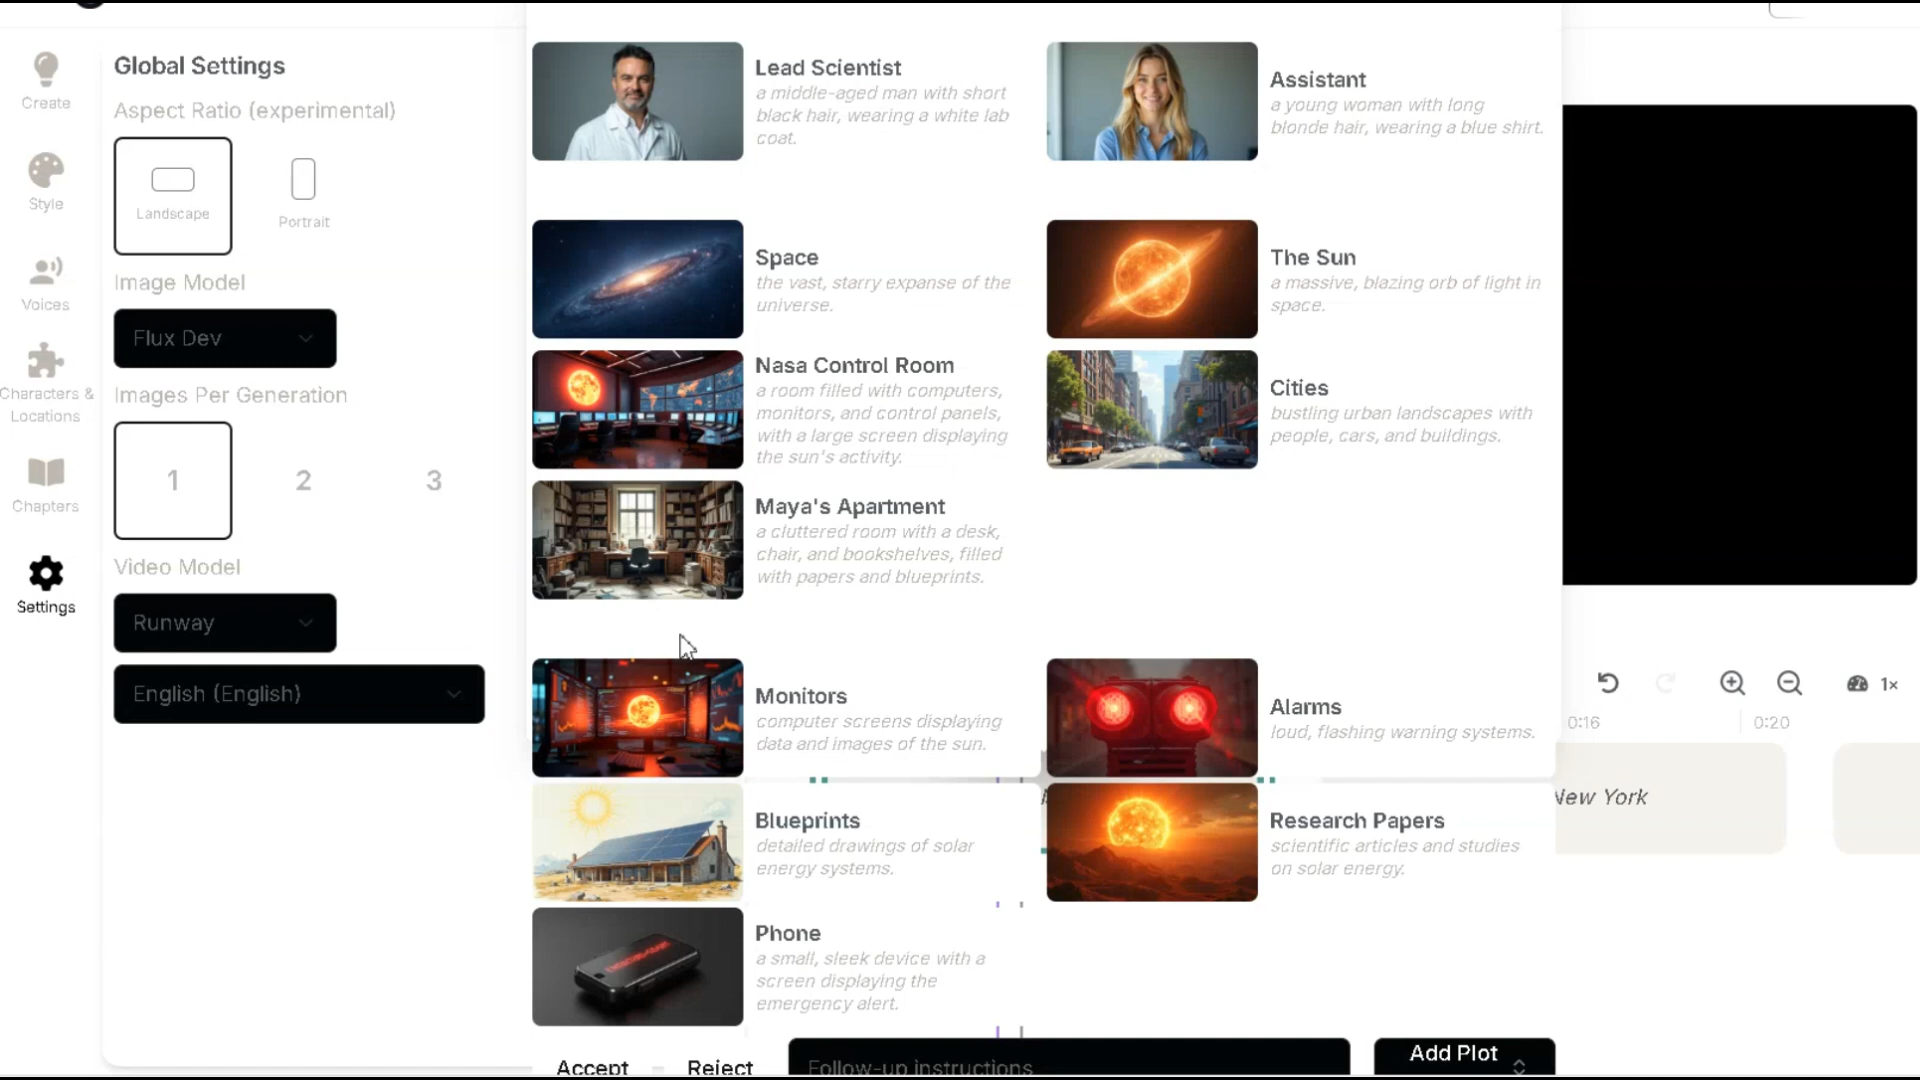 Global Settings
Aspect Ratio (experimental)
Landscape
Portrait
Image Model
Flux Dev
Images Per Generation
1
2
3
Video Model
Runway
English (English)
Create
Style
Voices
Characters &
Locations
Chapters
Settings
Lead Scientist
a middle-aged man with short
black hair, wearing a white lab
coat.
Assistant
a young woman with long
blonde hair, wearing a blue shirt.
Space
the vast, starry expanse of the
universe.
The Sun
a massive, blazing orb of light in
space.
Nasa Control Room
a room filled with computers,
monitors, and control panels,
with a large screen displaying
the sun's activity.
Cities
bustling urban landscapes with
people, cars, and buildings.
Maya's Apartment
a cluttered room with a desk,
chair, and bookshelves, filled
with papers and blueprints.
Monitors
computer screens displaying
data and images of the sun.
Alarms
loud, flashing warning systems.
Blueprints
detailed drawings of solar
energy systems.
Research Papers
scientific articles and studies
on solar energy.
Phone
a small, sleek device with a
screen displaying the
emergency alert.
Accept
Reject
Follow-up instructions
Add Plot
1×
0:16
0:20
New York